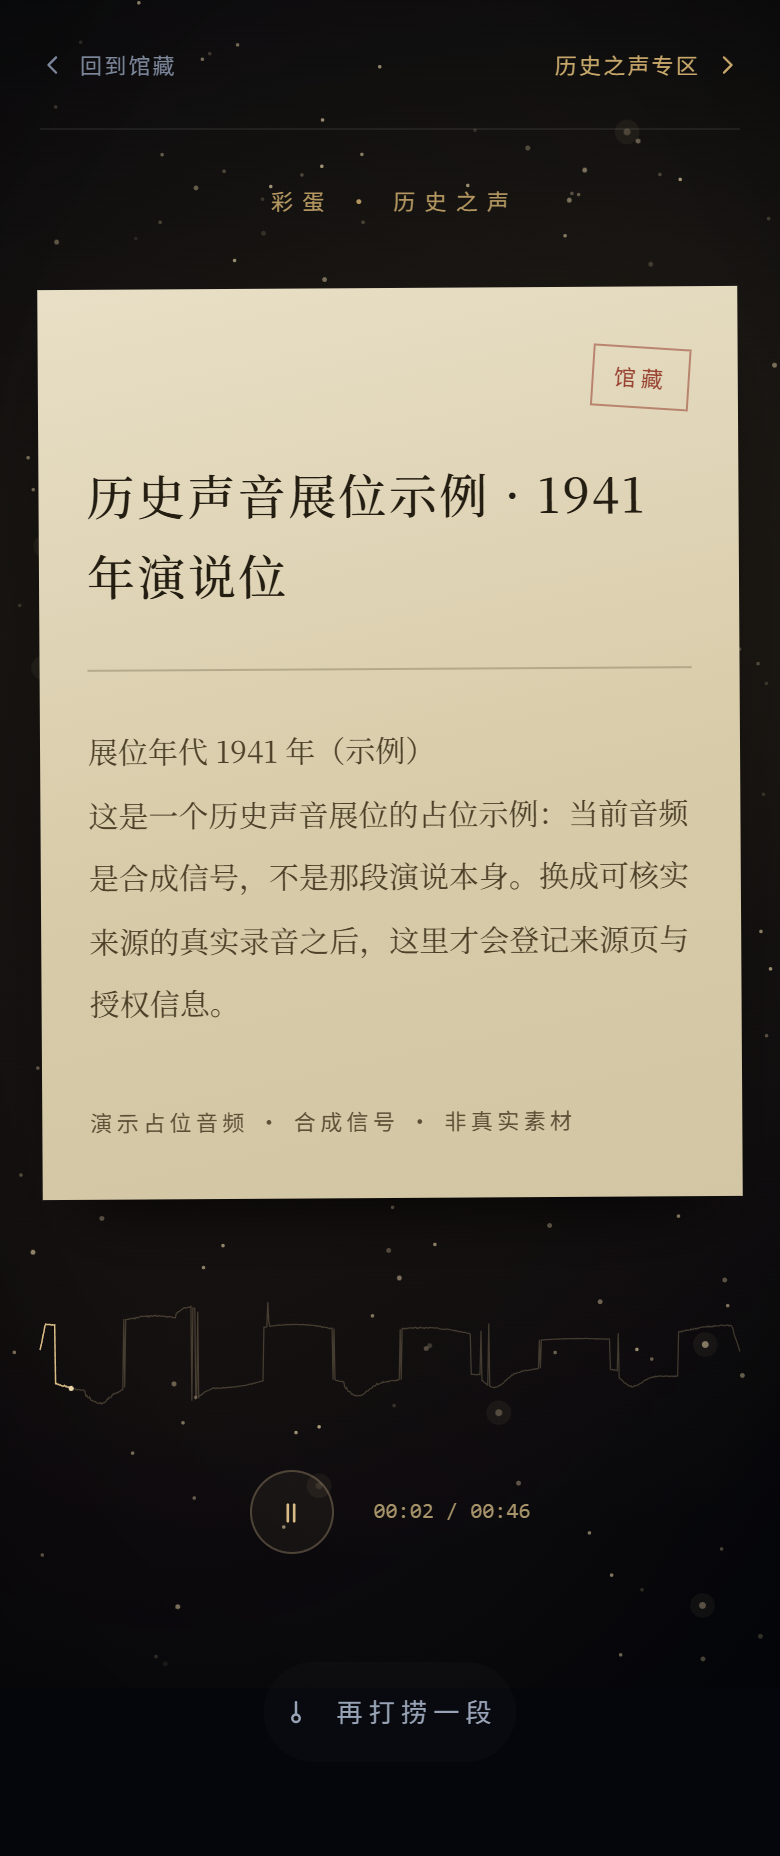 回到馆藏
历史之声专区
彩蛋 • 历史之声
馆藏
历史声音展位示例 · 1941
年演说位
展位年代 1941 年（示例）
这是一个历史声音展位的占位示例：当前音频
是合成信号，不是那段演说本身。换成可核实
来源的真实录音之后，这里才会登记来源页与
授权信息。
演示占位音频 • 合成信号 • 非真实素材
00:02 / 00:46
再打捞一段